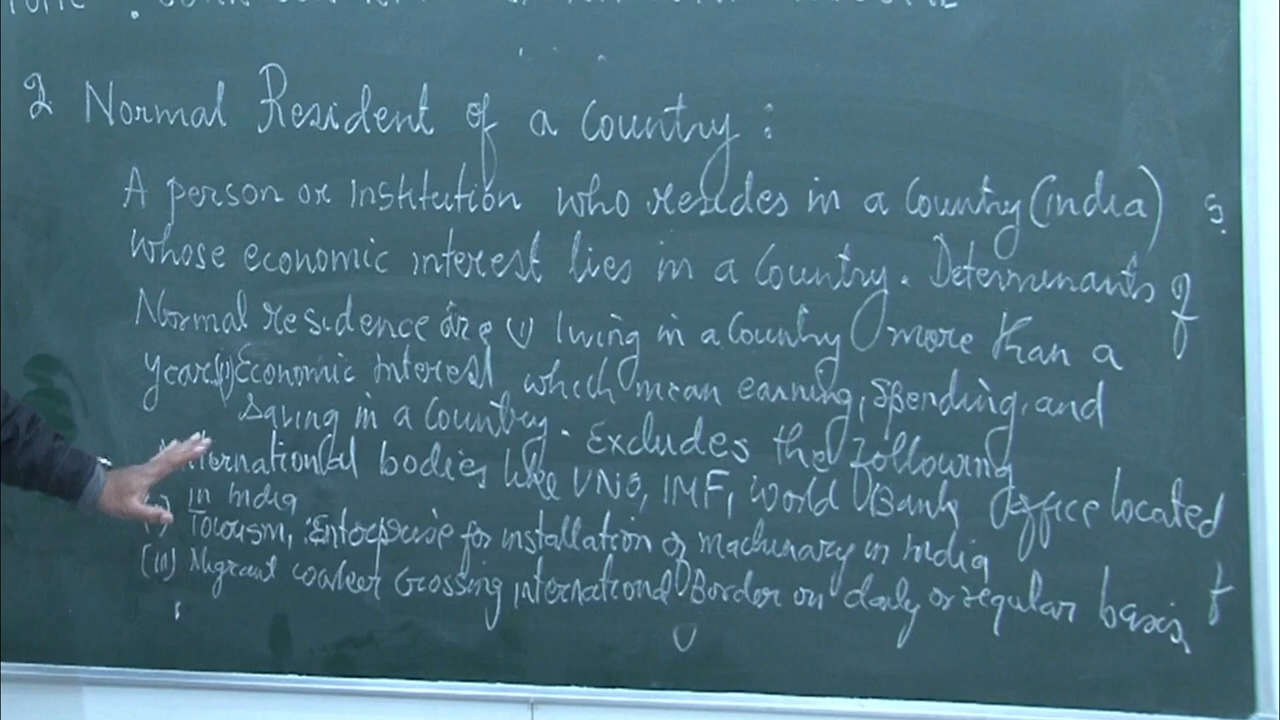 2 Normal Resident of a Country :
A person or institution who resides in a Country (india) s.
whose economic interest lies in a Country. Determinants of
Normal residence are (i) living in a Country more than a
year (ii) Economic interest which mean earning, spending, and
saving in a Country. Excludes the following
International bodies like UNO, IMF, World Bank office located
in India
Tourism, Enterprise for installation of machinary in India
(iii) Migrant worker Crossing international Border on daily or regular basis